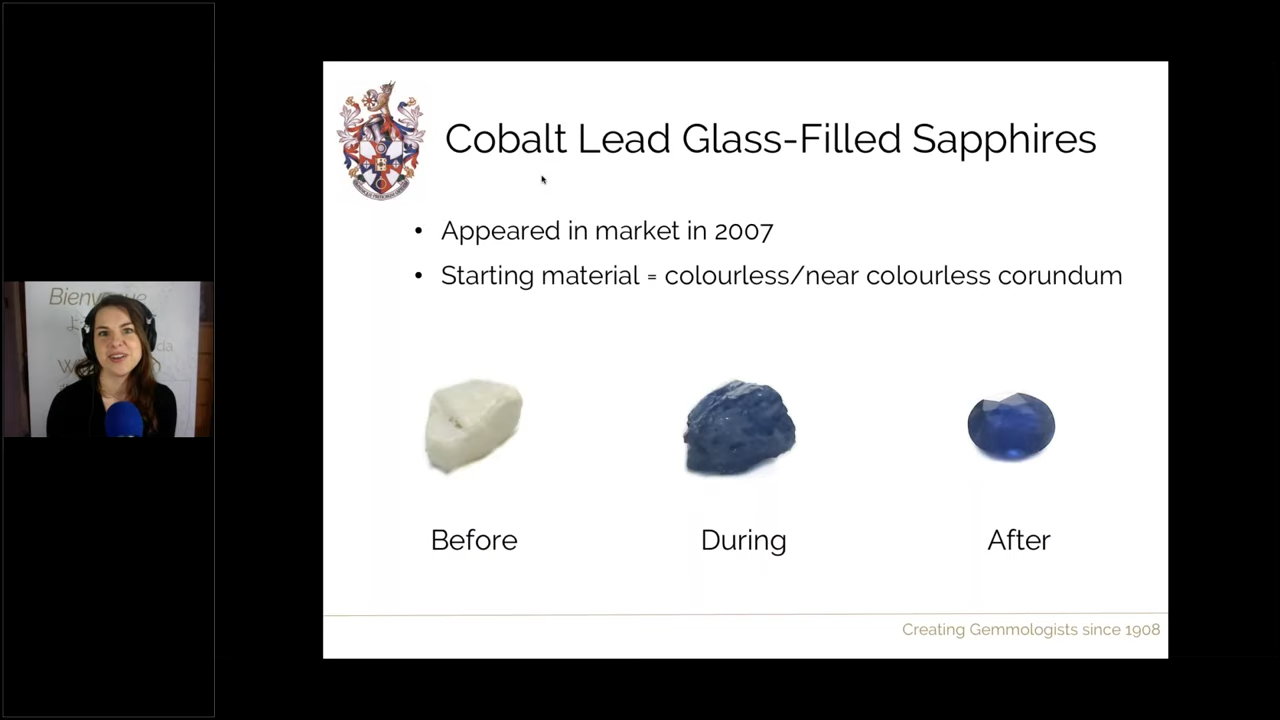 Cobalt Lead Glass-Filled Sapphires
• Appeared in market in 2007
• Starting material = colourless/near colourless corundum
Before
During
After
Creating Gemmologists since 1908